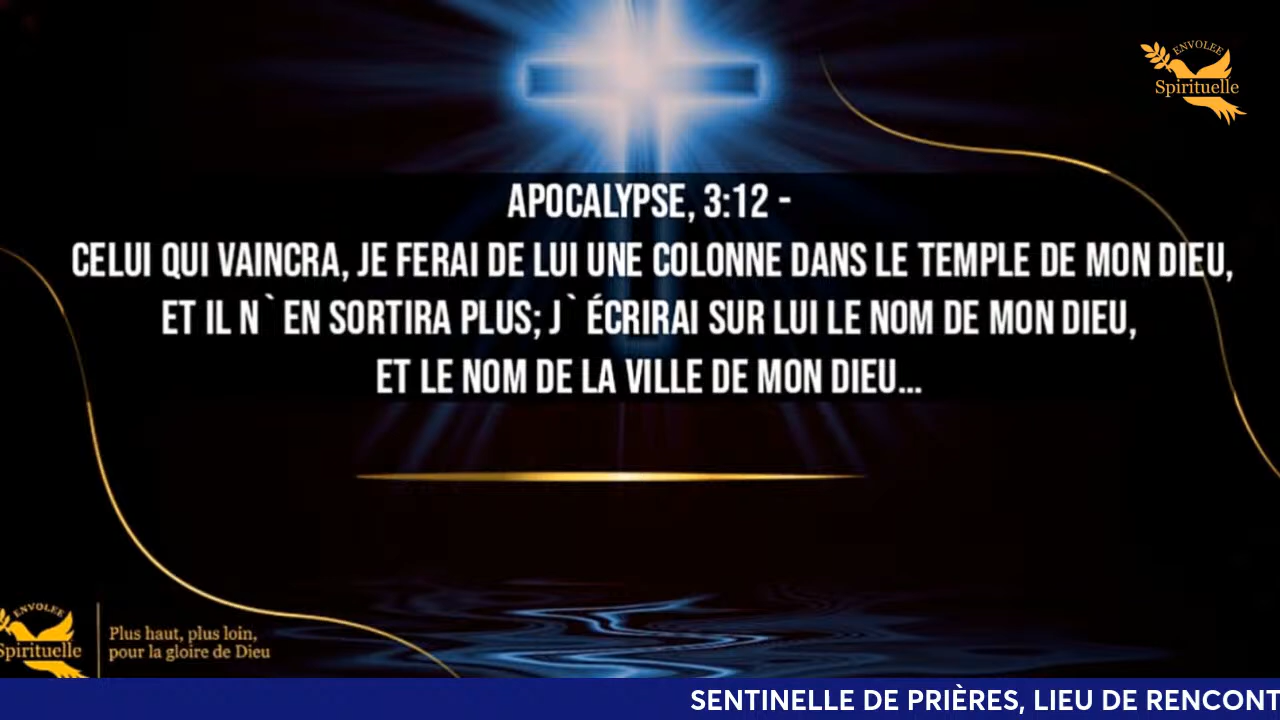 ENVOLEE
Spirituelle
APOCALYPSE, 3:12 -
CELUI QUI VAINCRA, JE FERAI DE LUI UNE COLONNE DANS LE TEMPLE DE MON DIEU,
ET IL N` EN SORTIRA PLUS; J` ÉCRIRAI SUR LUI LE NOM DE MON DIEU,
ET LE NOM DE LA VILLE DE MON DIEU...
ENVOLEE
Spirituelle
Plus haut, plus loin,
pour la gloire de Dieu
SENTINELLE DE PRIÈRES, LIEU DE RENCONT